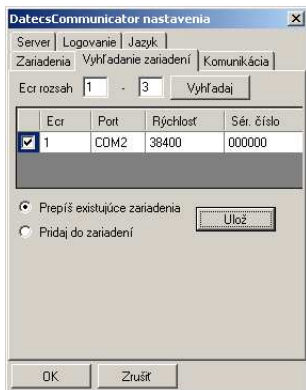 DatecsCommunicator nastavenia
Server Logovanie Jazyk
Zariadenia Vyhľadanie zariadení Komunikácia
Ecr rozsah 1 - 3 Vyhľadaj
Ecr Port Rýchlosť Sér. číslo
1 COM2 38400 000000
Prepíš existujúce zariadenia
Ulož
Pridaj do zariadení
OK Zrušiť